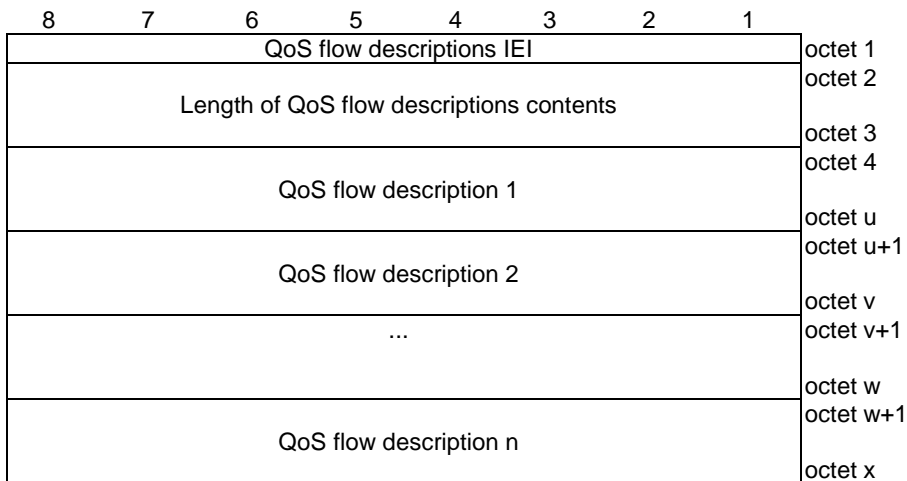 8 7 6 5 4 3 2 1
QoS flow descriptions IEI octet 1
octet 2
Length of QoS flow descriptions contents
octet 3
octet 4
QoS flow description 1
octet u
octet u+1
QoS flow description 2
octet v
... octet v+1
octet w
octet w+1
QoS flow description n
octet x